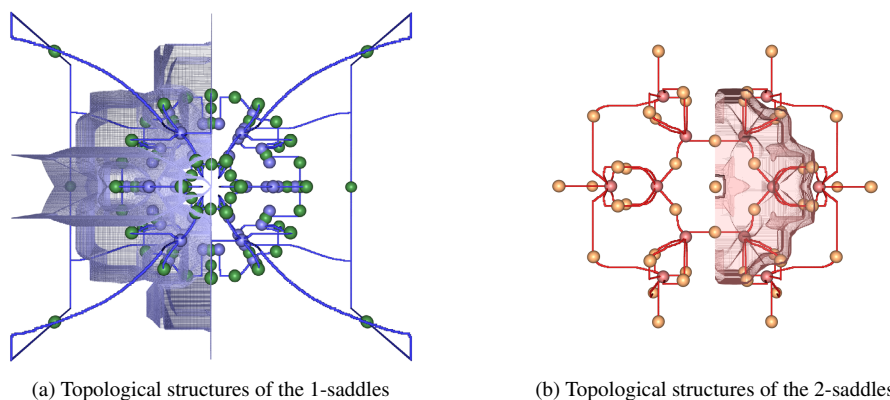 (a) Topological structures of the 1-saddles
(b) Topological structures of the 2-saddles